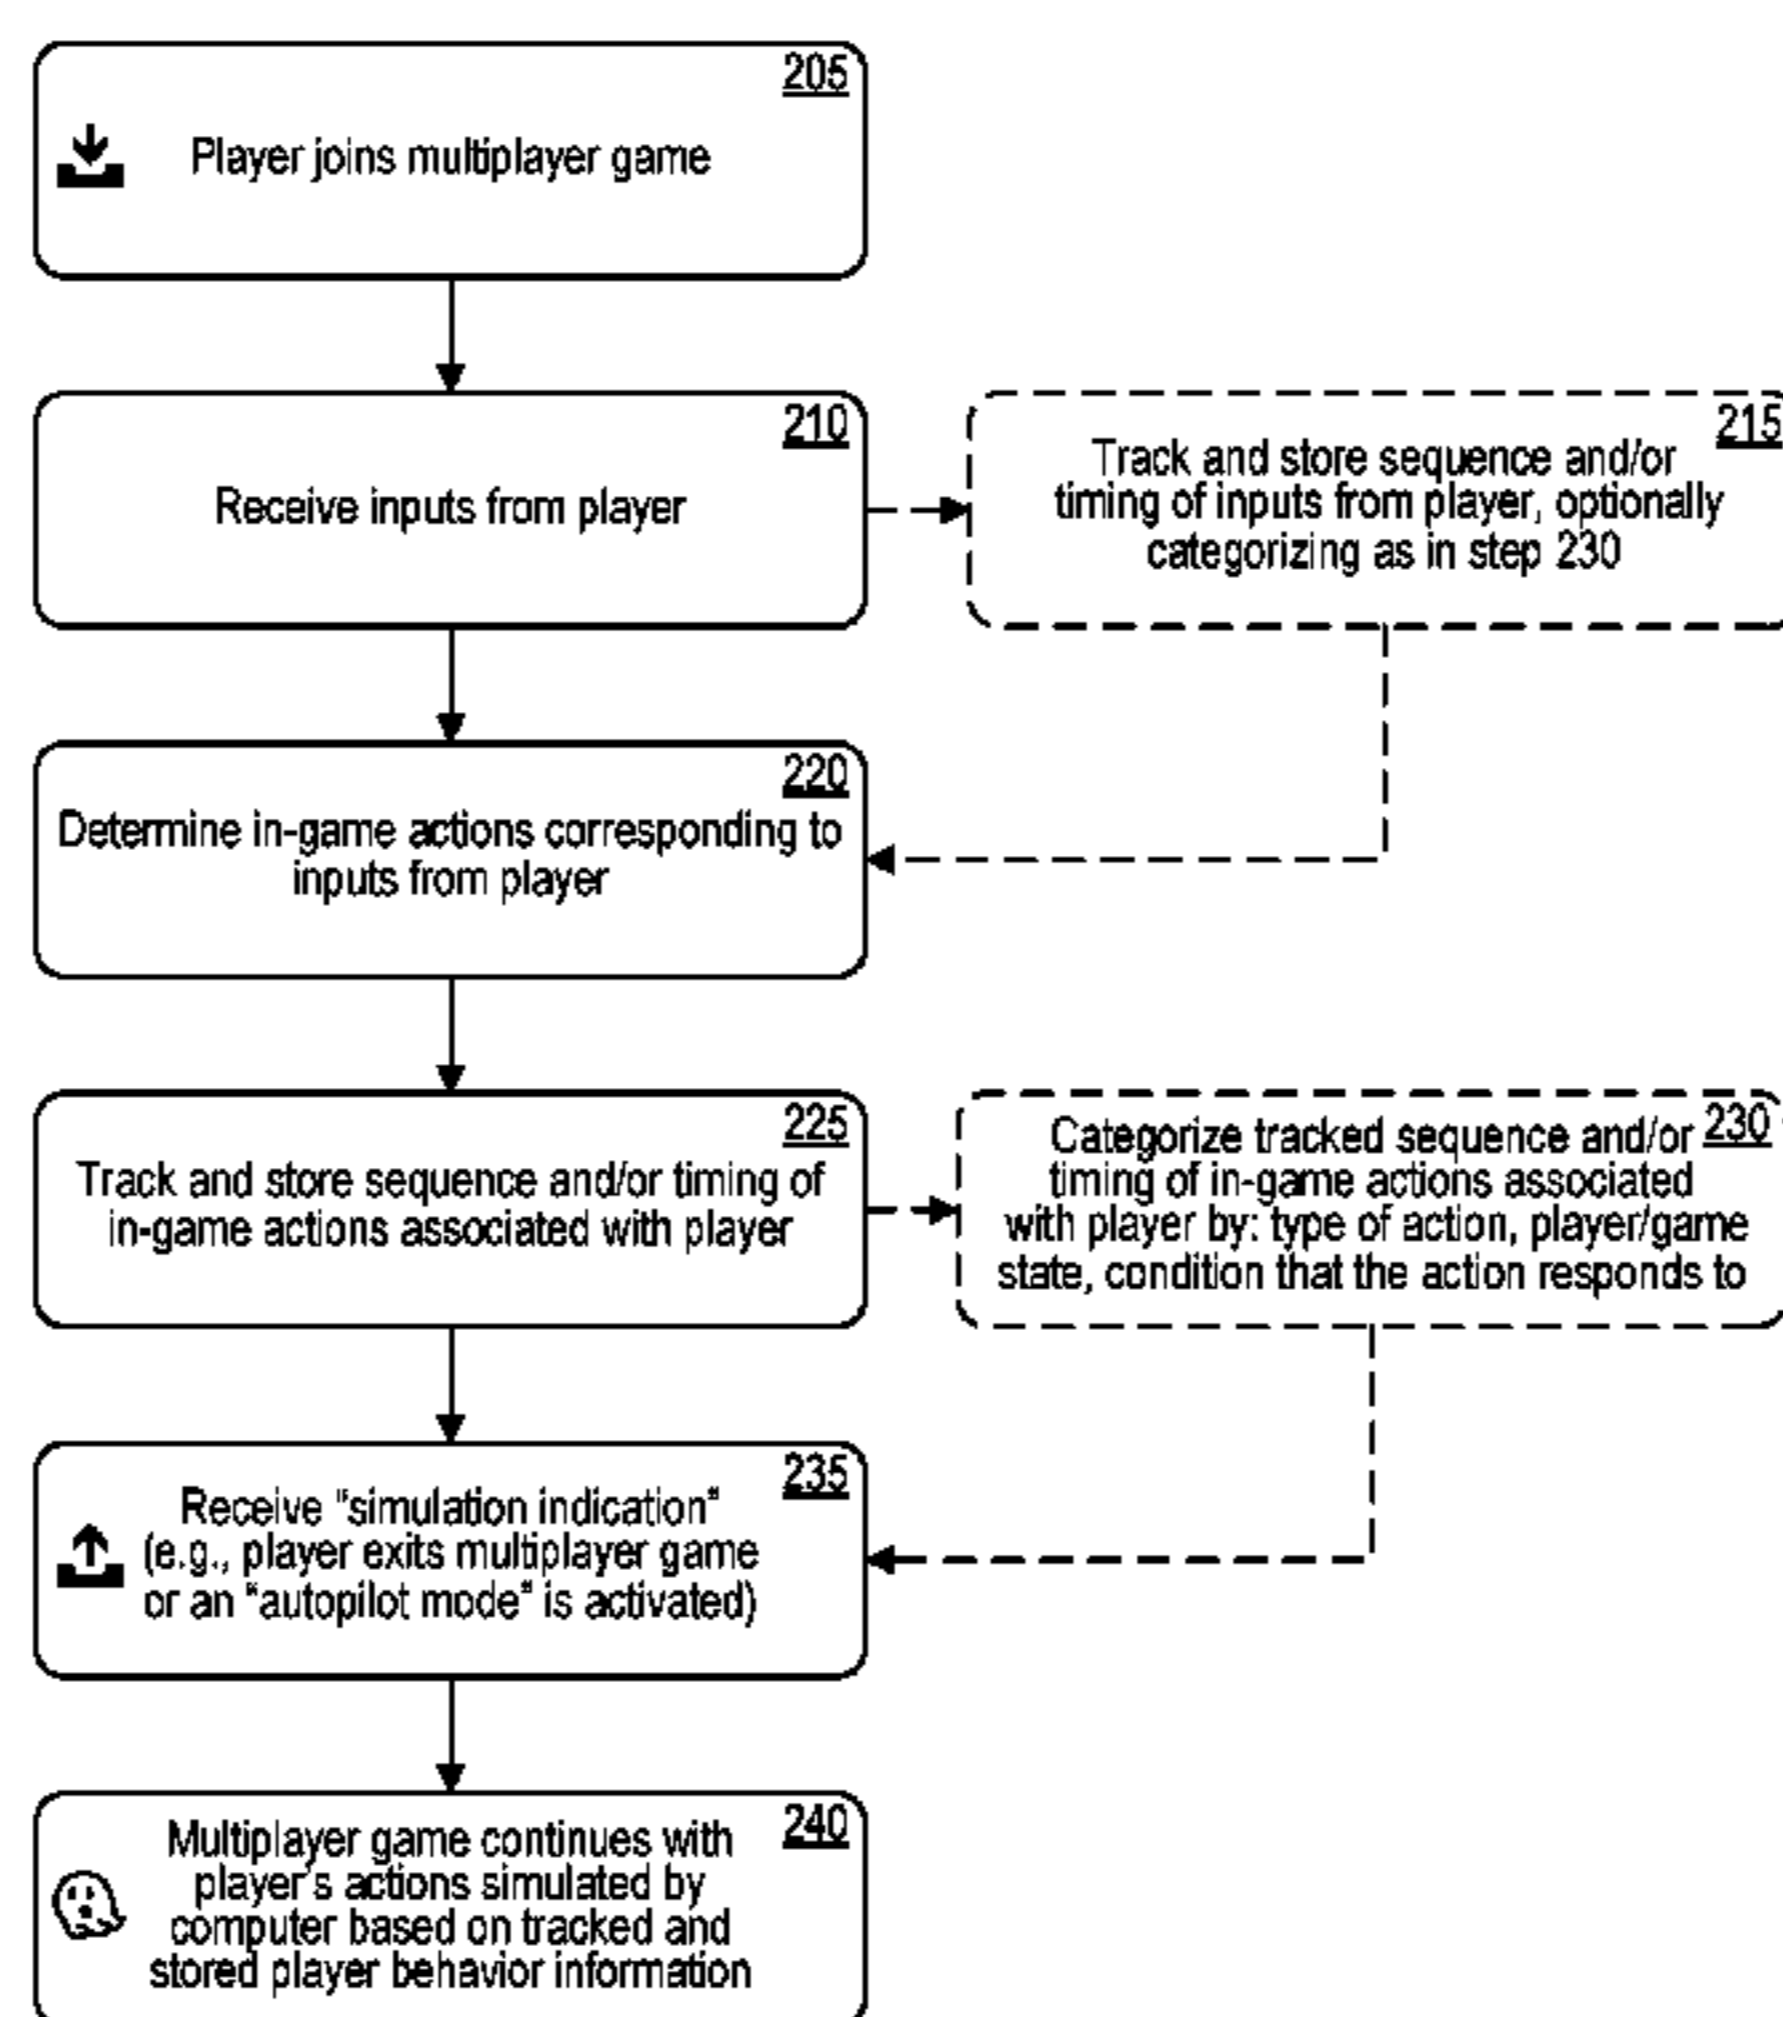 205
Player joins multiplayer game
210
Receive inputs from player
215
Track and store sequence and/or
timing of inputs from player, optionally
categorizing as in step 230
220
Determine in-game actions corresponding to
inputs from player
225
Track and store sequence and/or timing of
in-game actions associated with player
230
Categorize tracked sequence and/or
timing of in-game actions associated
with player by: type of action, player/game
state, condition that the action responds to
235
Receive "simulation indication"
(e.g., player exits multiplayer game
or an "autopilot mode" is activated)
240
Multiplayer game continues with
player's actions simulated by
computer based on tracked and
stored player behavior information